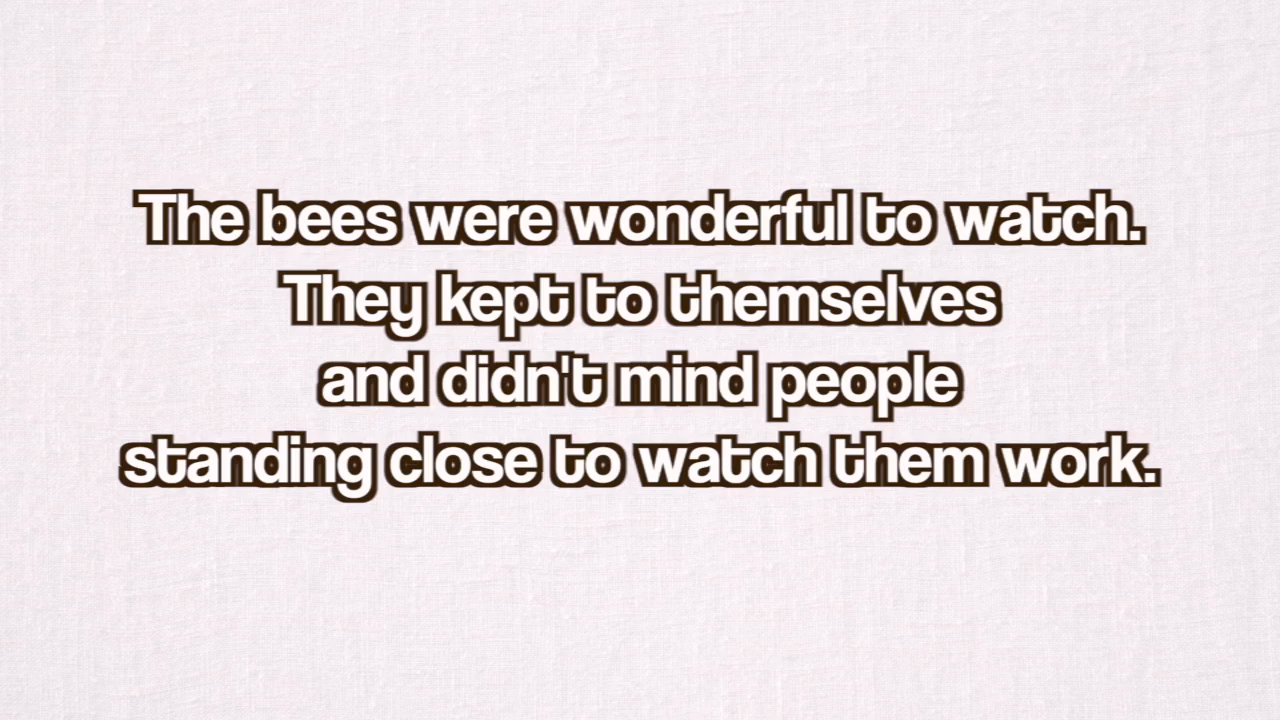 The bees were wonderful to watch.
They kept to themselves
and didn't mind people
standing close to watch them work.